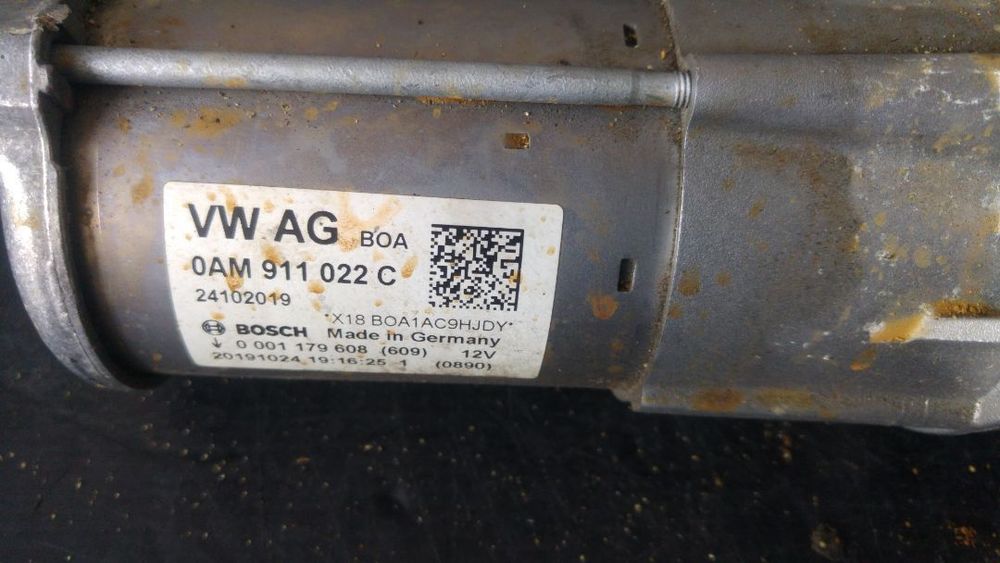 VW AG BOA
0AM 911 022 C
24102019
*X18 BOA1AC9HJDY*
BOSCH Made in Germany
0 001 179 608 (609) 12V
20191024 19:16:25 1 (0890)